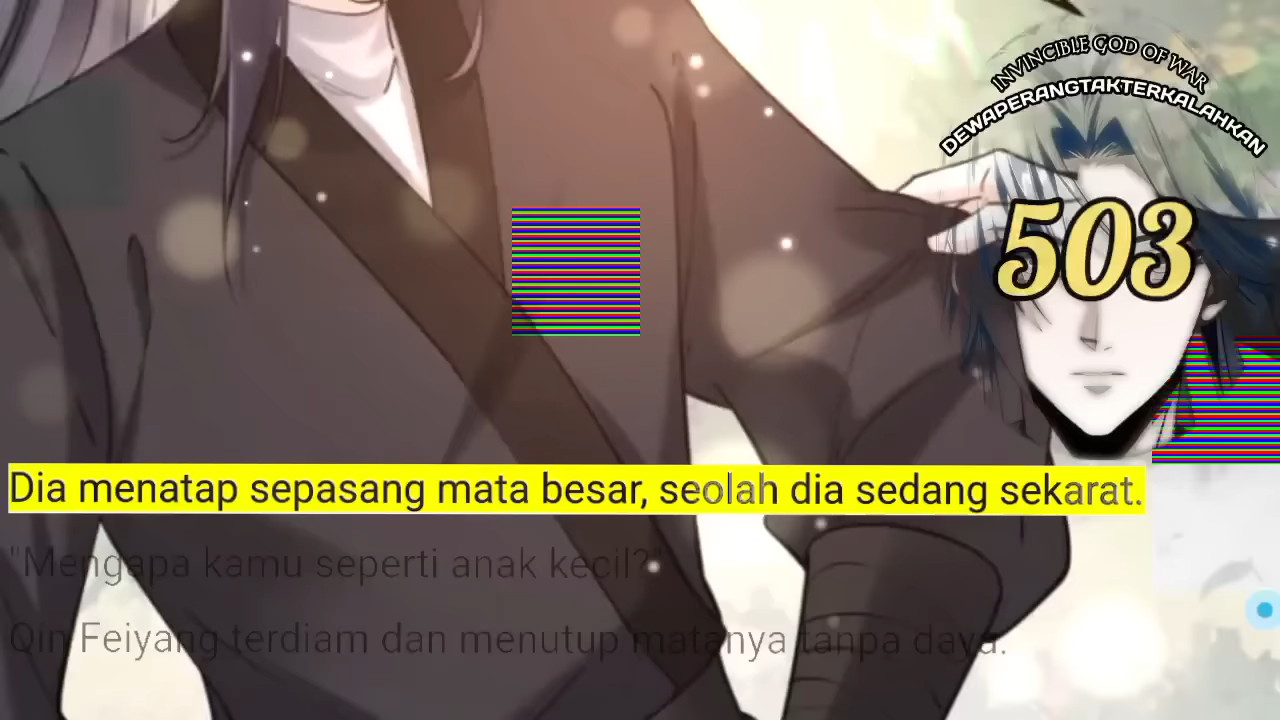 INVINCIBLE GOD OF WAR
DEWAPERANGTAKTERKALAHKAN
503
Dia menatap sepasang mata besar, seolah dia sedang sekarat.
"Mengapa kamu seperti anak kecil?"
Qin Feiyang terdiam dan menutup matanya tanpa daya.